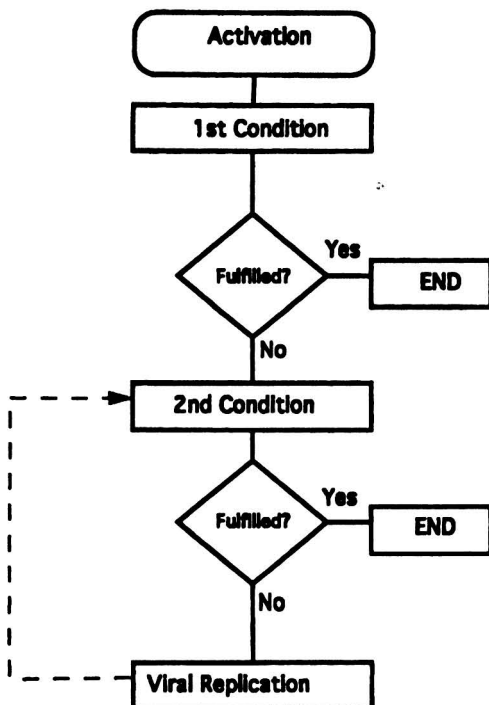 Activation
1st Condition
Fulfilled?
Yes
END
No
2nd Condition
Fulfilled?
Yes
END
No
Viral Replication